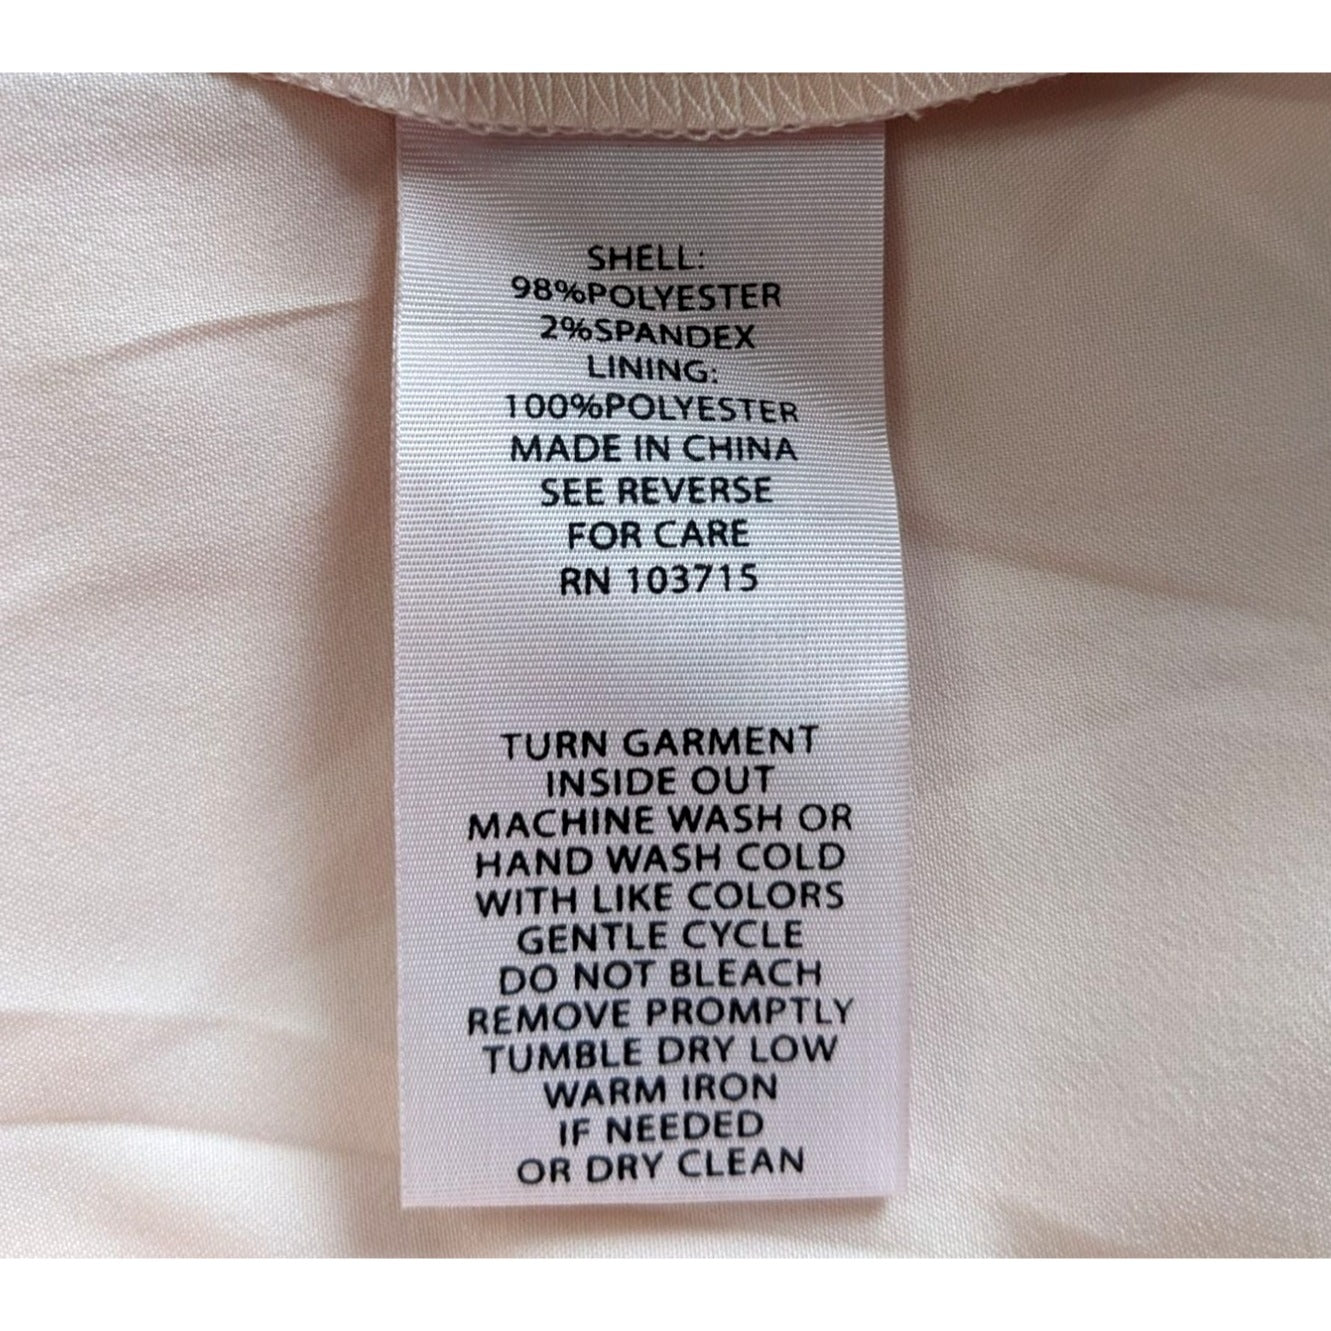 SHELL:
98%POLYESTER
2%SPANDEX
LINING:
100%POLYESTER
MADE IN CHINA
SEE REVERSE
FOR CARE
RN 103715
TURN GARMENT
INSIDE OUT
MACHINE WASH OR
HAND WASH COLD
WITH LIKE COLORS
GENTLE CYCLE
DO NOT BLEACH
REMOVE PROMPTLY
TUMBLE DRY LOW
WARM IRON
IF NEEDED
OR DRY CLEAN